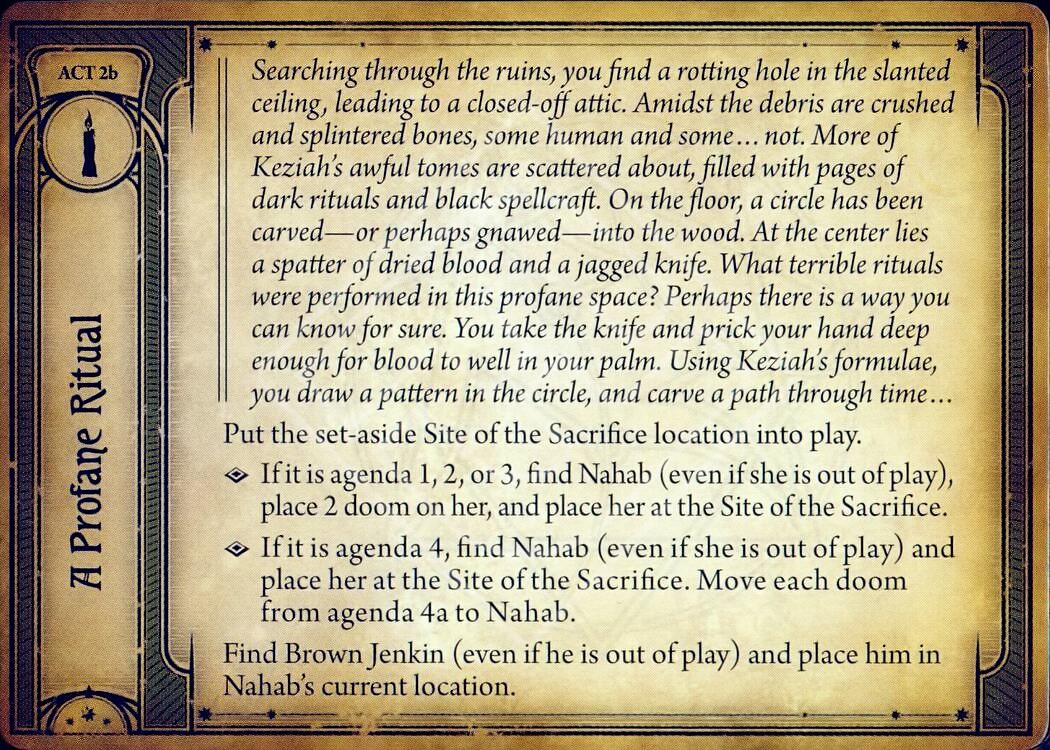 ACT 2b
A Profane Ritual
Searching through the ruins, you find a rotting hole in the slanted
ceiling, leading to a closed-off attic. Amidst the debris are crushed
and splintered bones, some human and some… not. More of
Keziah's awful tomes are scattered about, filled with pages of
dark rituals and black spellcraft. On the floor, a circle has been
carved—or perhaps gnawed—into the wood. At the center lies
a spatter of dried blood and a jagged knife. What terrible rituals
were performed in this profane space? Perhaps there is a way you
can know for sure. You take the knife and prick your hand deep
enough for blood to well in your palm. Using Keziah's formulae,
you draw a pattern in the circle, and carve a path through time…
Put the set-aside Site of the Sacrifice location into play.
If it is agenda 1, 2, or 3, find Nahab (even if she is out of play),
place 2 doom on her, and place her at the Site of the Sacrifice.
If it is agenda 4, find Nahab (even if she is out of play) and
place her at the Site of the Sacrifice. Move each doom
from agenda 4a to Nahab.
Find Brown Jenkin (even if he is out of play) and place him in
Nahab's current location.